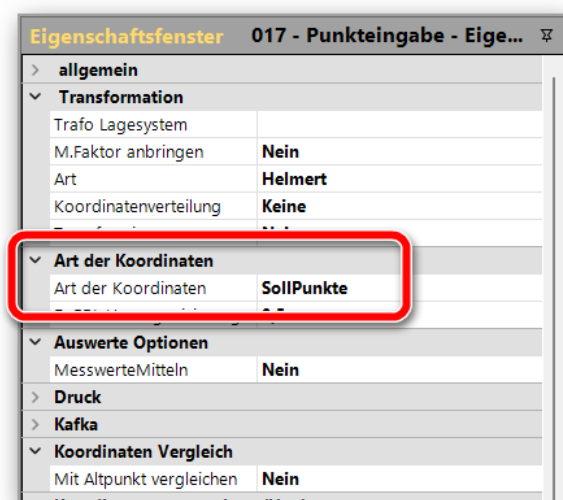 Eigenschaftsfenster 017 - Punkteingabe - Eige...
allgemein
Transformation
Trafo Lagesystem
M.Faktor anbringen Nein
Art Helmert
Koordinatenverteilung Keine
Art der Koordinaten
Art der Koordinaten SollPunkte
Auswerte Optionen
MesswerteMitteln Nein
Druck
Kafka
Koordinaten Vergleich
Mit Altpunkt vergleichen Nein